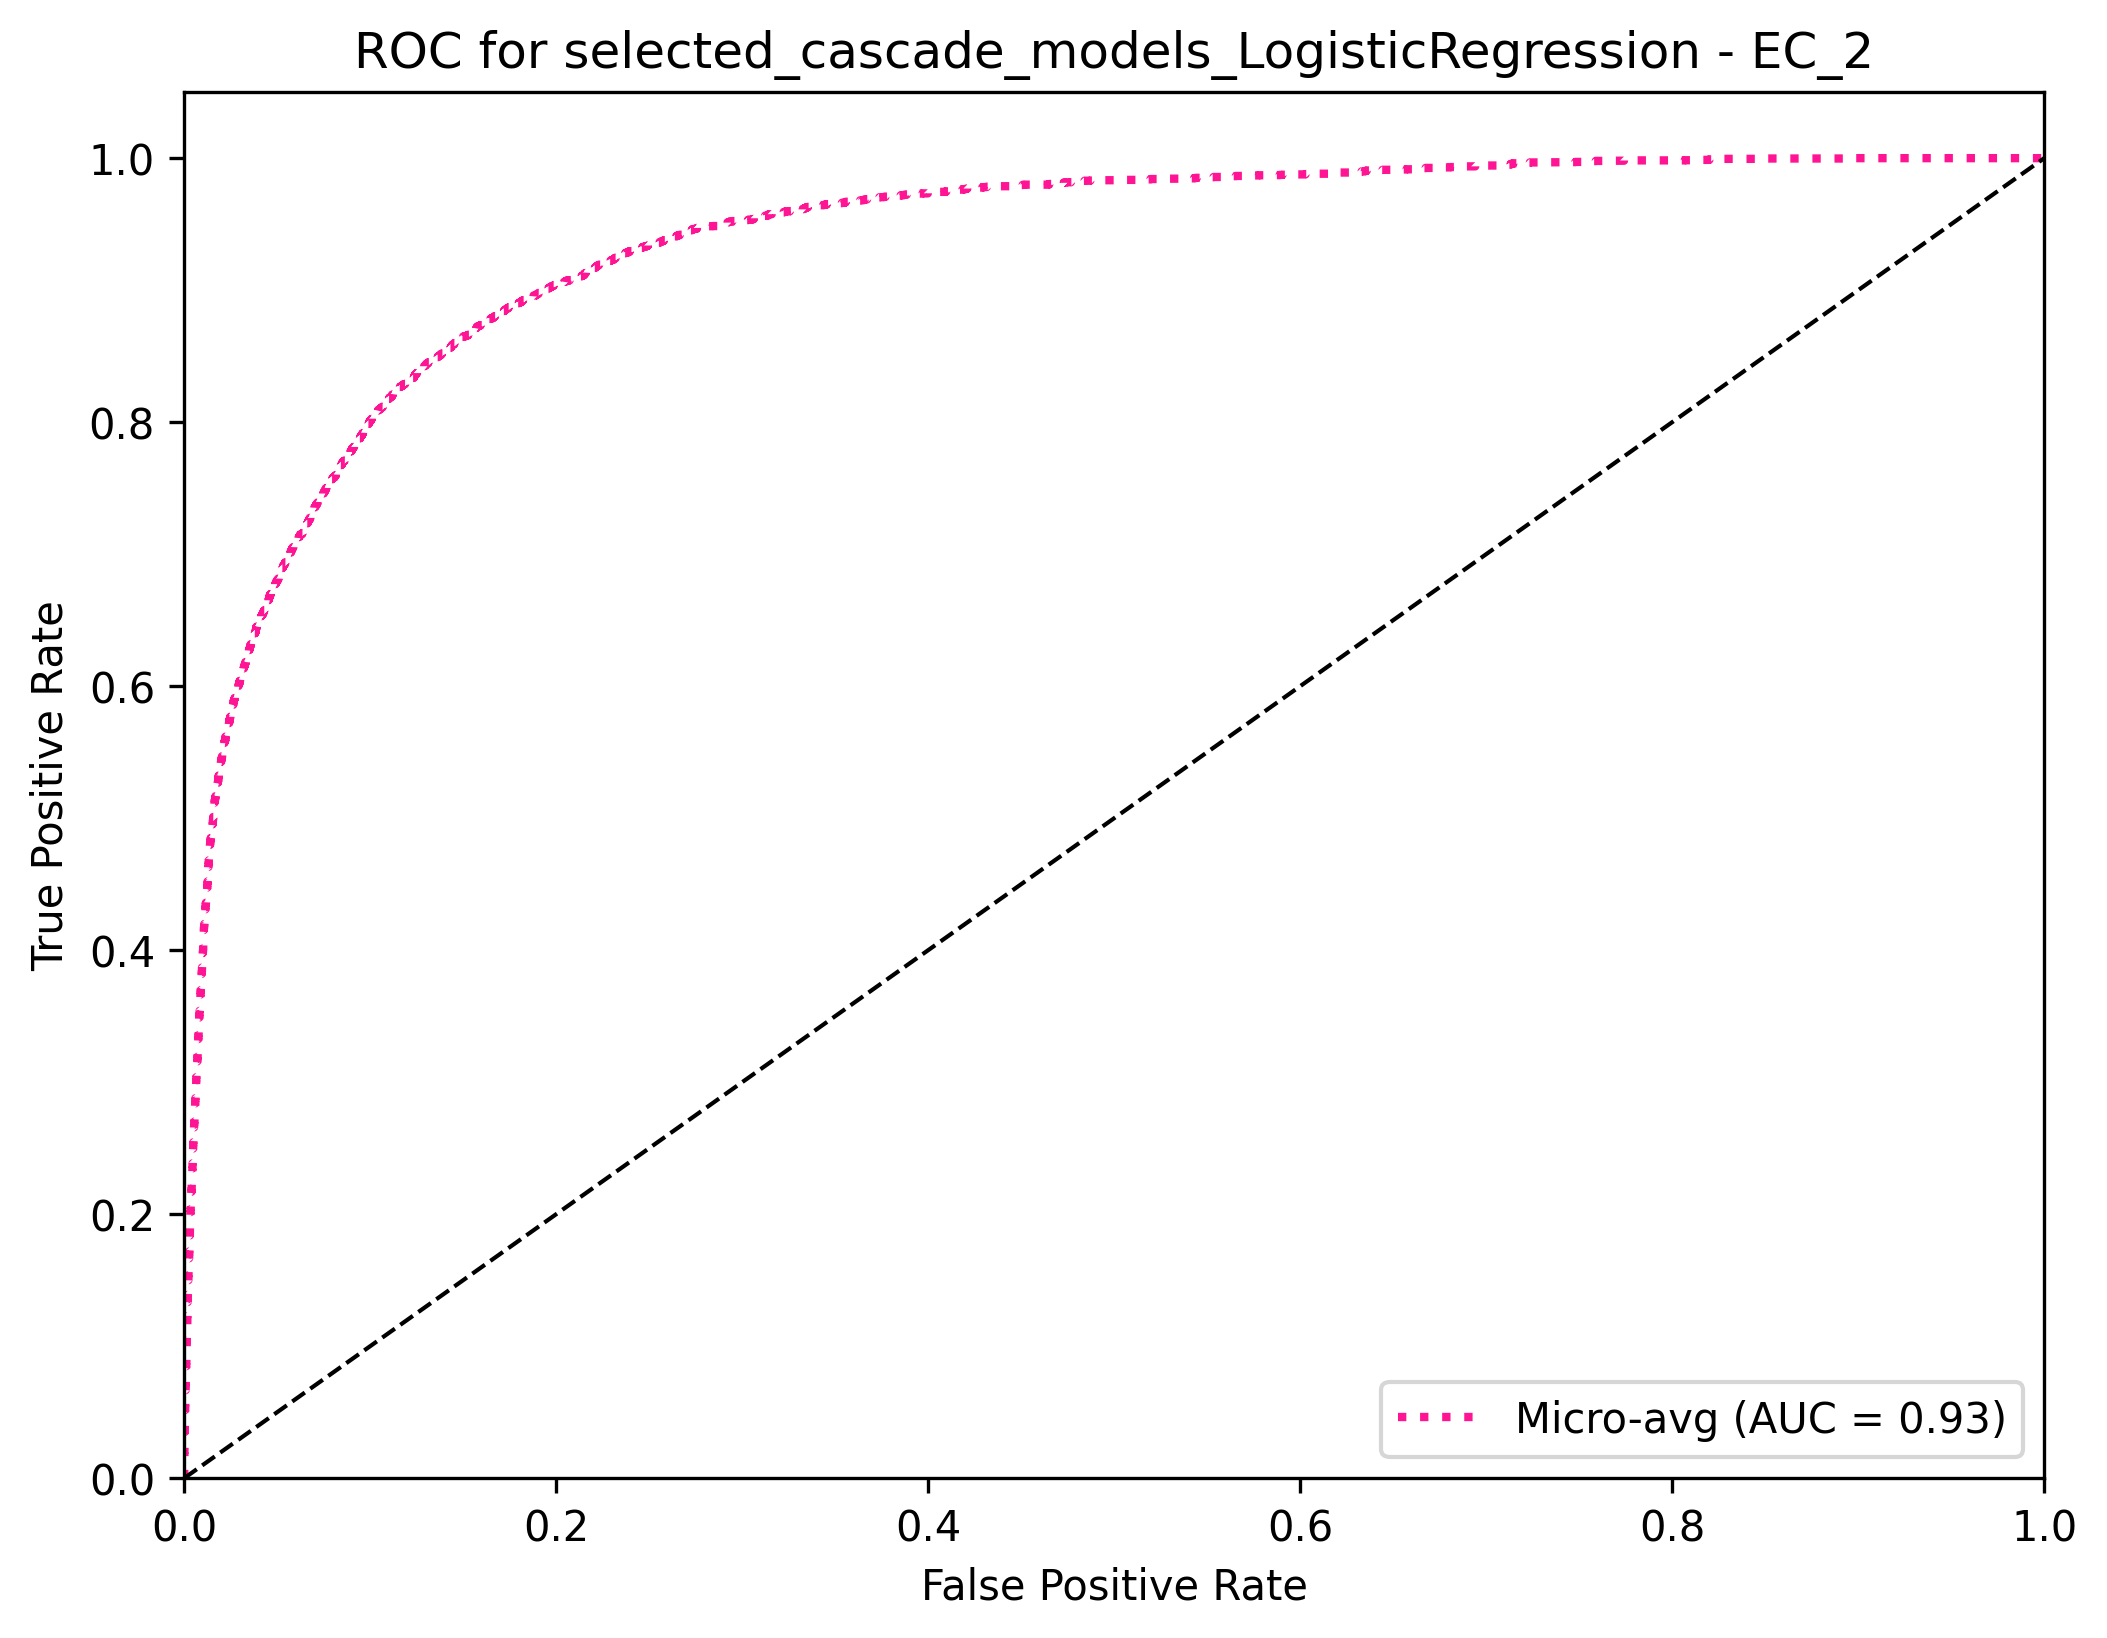 ROC for selected_cascade_models_LogisticRegression - EC_2
True Positive Rate
1.0
0.8
0.6
0.4
0.2
0.0
Micro-avg (AUC = 0.93)
0.0 0.2 0.4 0.6 0.8 1.0
False Positive Rate